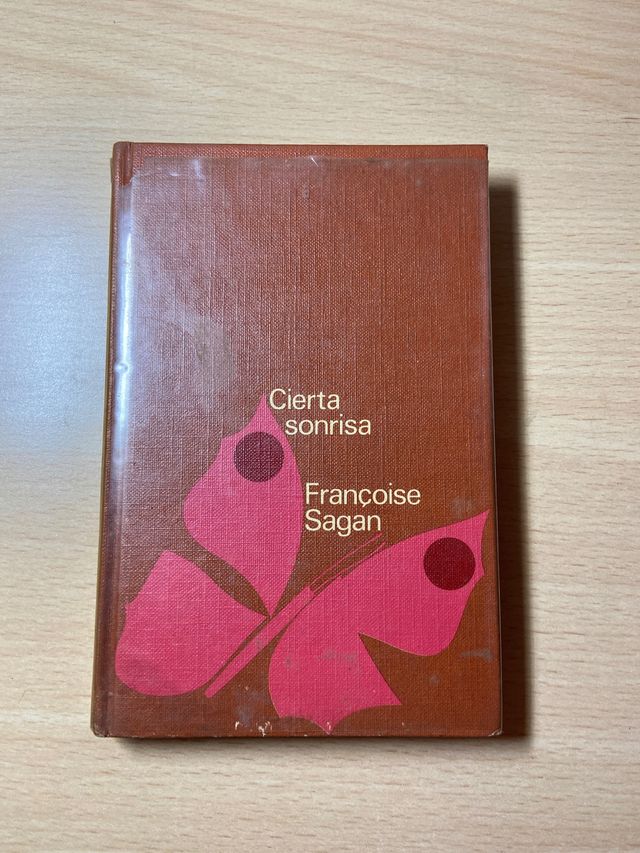 Cierta
sonrisa
Françoise
Sagan